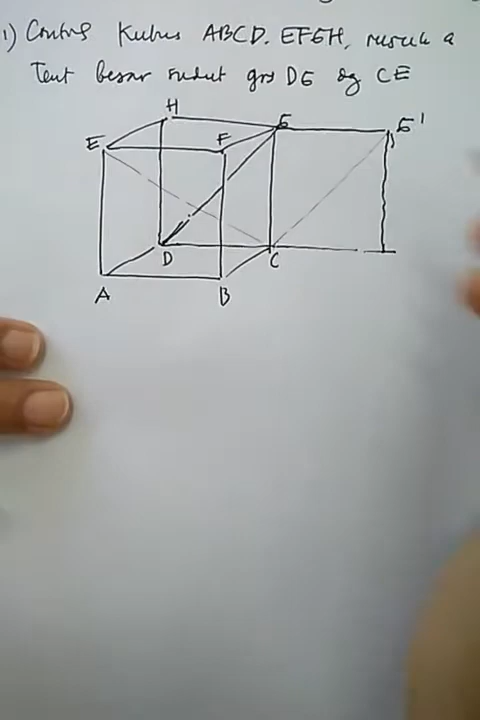 1) Contoh Kubus ABCD. EFGH, rusuk a
Tent besar sudut grs DG dg CE
H
G
G'
E
F
D
C
A
B